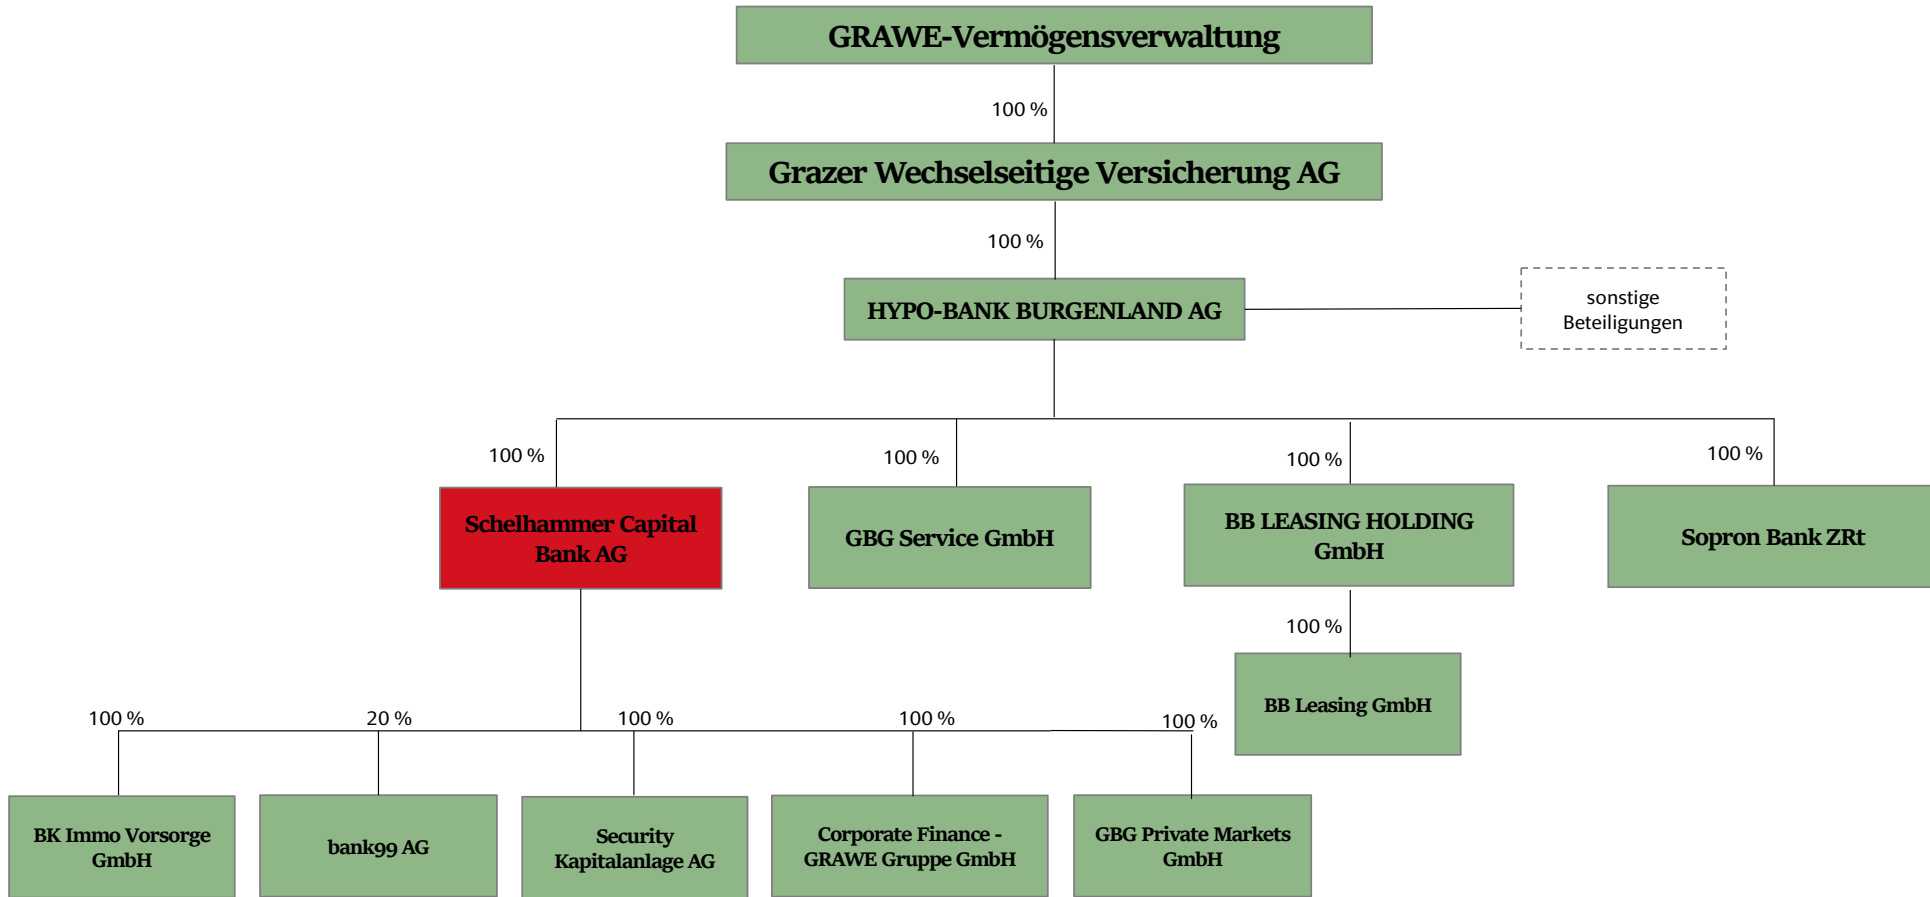 GRAWE-Vermögensverwaltung
100 %
Grazer Wechselseitige Versicherung AG
100 %
HYPO-BANK BURGENLAND AG
sonstige
Beteiligungen
100 %
100 %
100 %
100 %
Schelhammer Capital
Bank AG
GBG Service GmbH
BB LEASING HOLDING
GmbH
Sopron Bank ZRt
100 %
BB Leasing GmbH
100 %
20 %
100 %
100 %
100 %
BK Immo Vorsorge
GmbH
bank99 AG
Security
Kapitalanlage AG
Corporate Finance -
GRAWE Gruppe GmbH
GBG Private Markets
GmbH